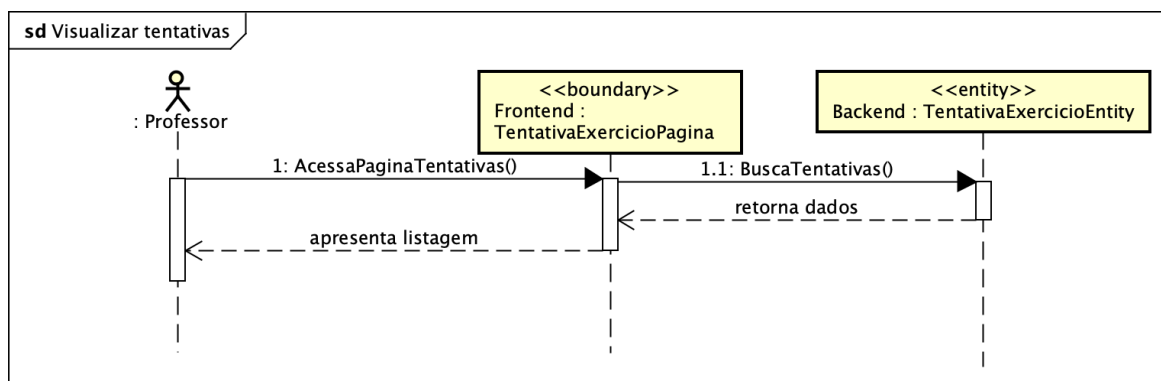 sd Visualizar tentativas
: Professor
<<boundary>>
Frontend :
TentativaExercicioPagina
<<entity>>
Backend : TentativaExercicioEntity
1: AcessaPaginaTentativas()
1.1: BuscaTentativas()
retorna dados
apresenta listagem